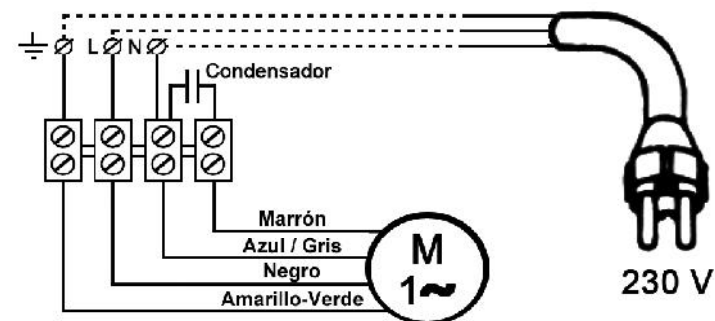 L N
Condensador
Marrón
Azul / Gris
Negro
Amarillo-Verde
M
1~
230 V